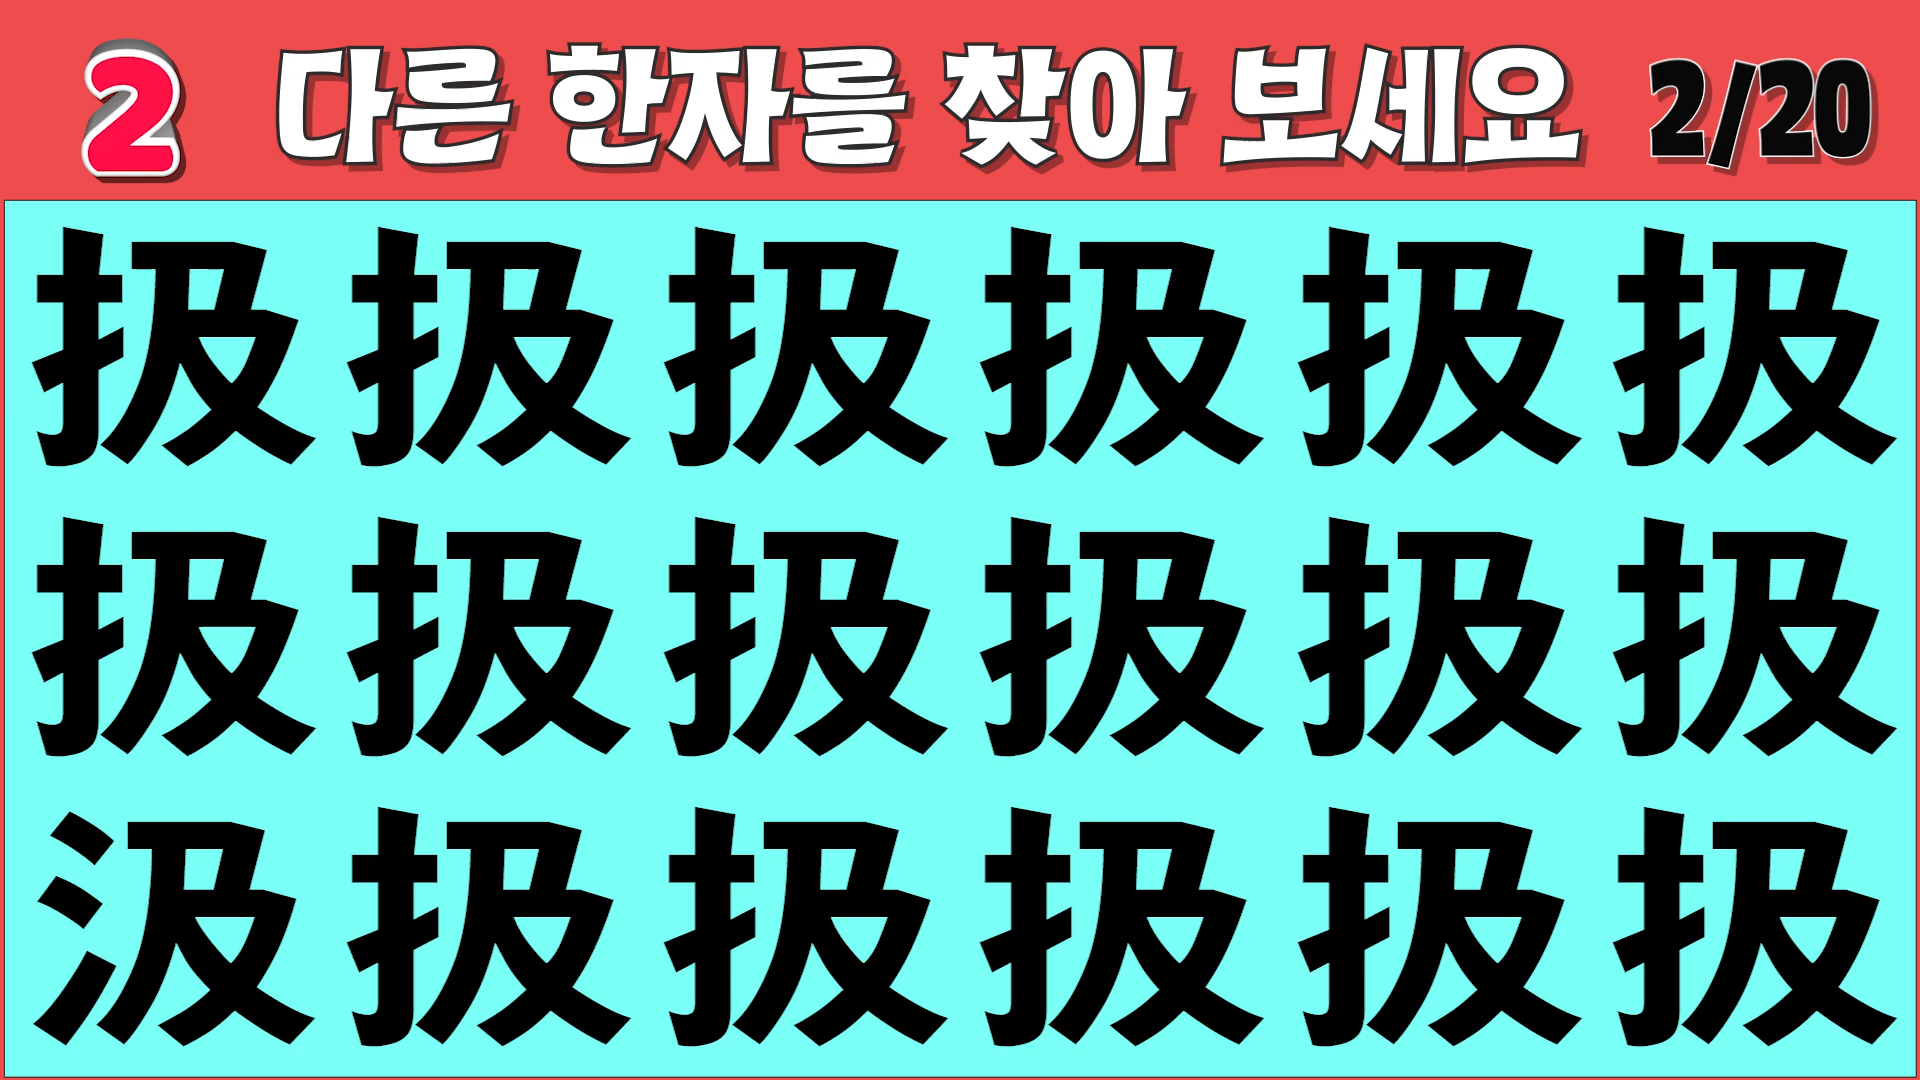 2 다른 한자를 찾아 보세요 2/20
扱 扱 扱 扱 扱 扱
扱 扱 扱 扱 扱 扱
汲 扱 扱 扱 扱 扱